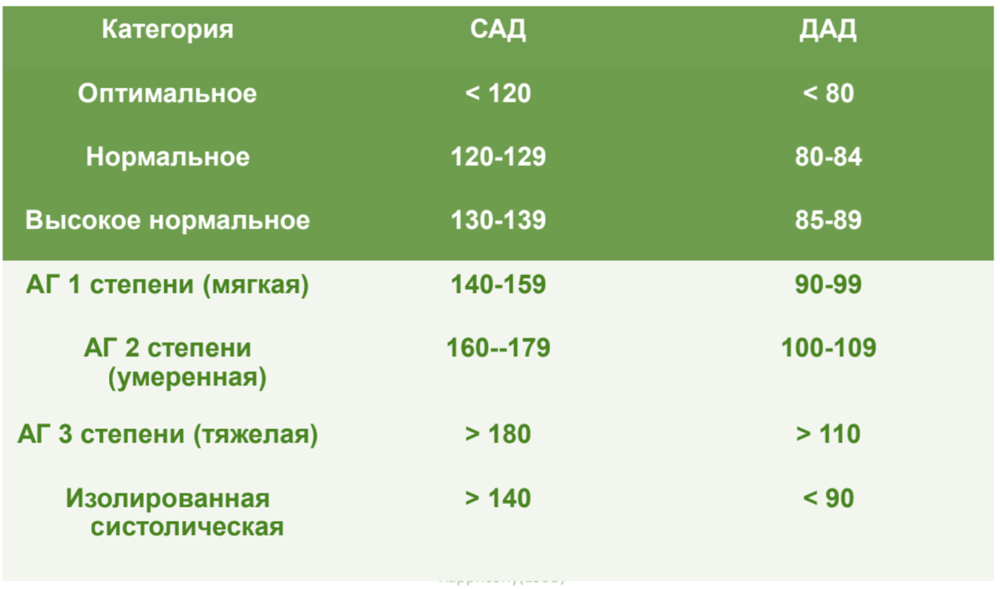 Категория САД ДАД
Оптимальное < 120 < 80
Нормальное 120-129 80-84
Высокое нормальное 130-139 85-89
АГ 1 степени (мягкая) 140-159 90-99
АГ 2 степени 160--179 100-109
(умеренная)
АГ 3 степени (тяжелая) > 180 > 110
Изолированная > 140 < 90
систолическая